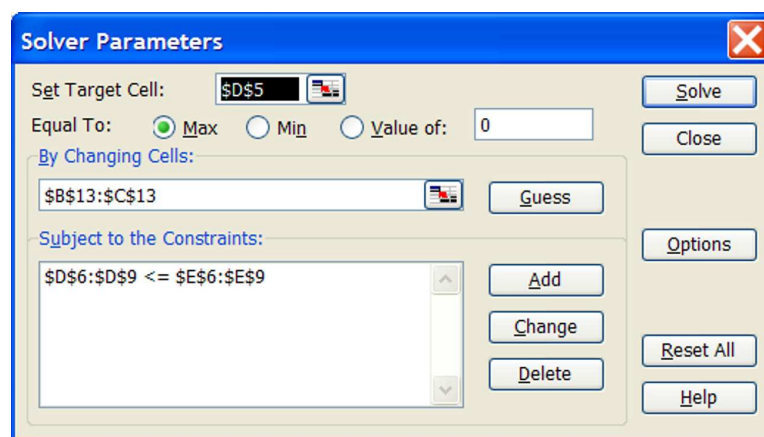 Solver Parameters
Set Target Cell: $D$5 Solve
Equal To: Max Min Value of: 0 Close
By Changing Cells:
$B$13:$C$13 Guess
Subject to the Constraints: Options
$D$6:$D$9 <= $E$6:$E$9 Add
Change
Reset All
Delete
Help